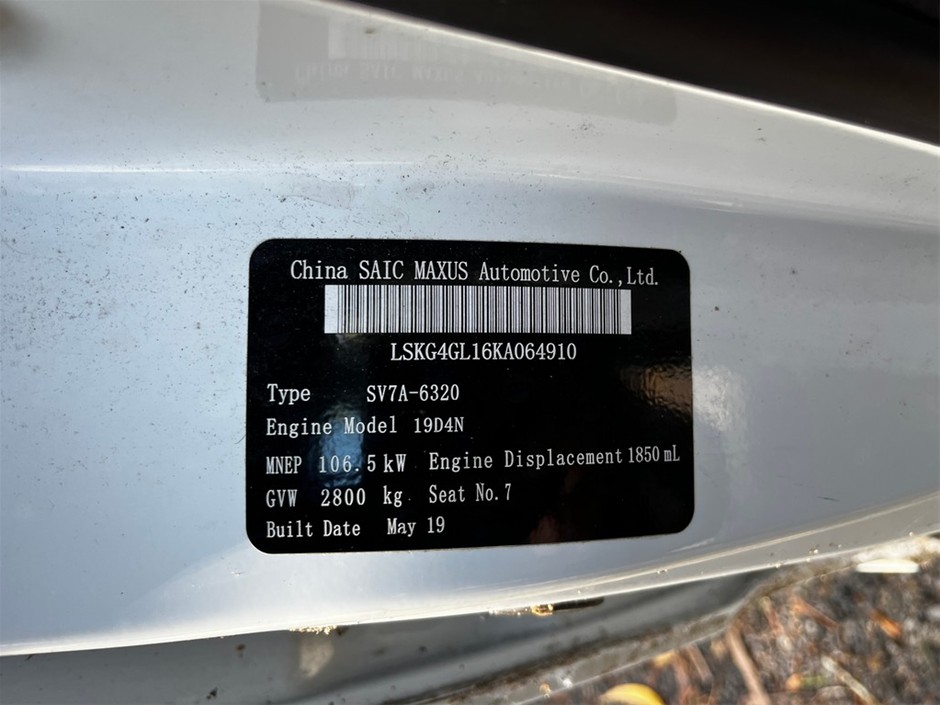 China SAIC MAXUS Automotive Co.,Ltd.
LSKG4GL16KA064910
Type SV7A-6320
Engine Model 19D4N
MNEP 106.5 kW Engine Displacement 1850 mL
GVW 2800 kg Seat No. 7
Built Date May 19